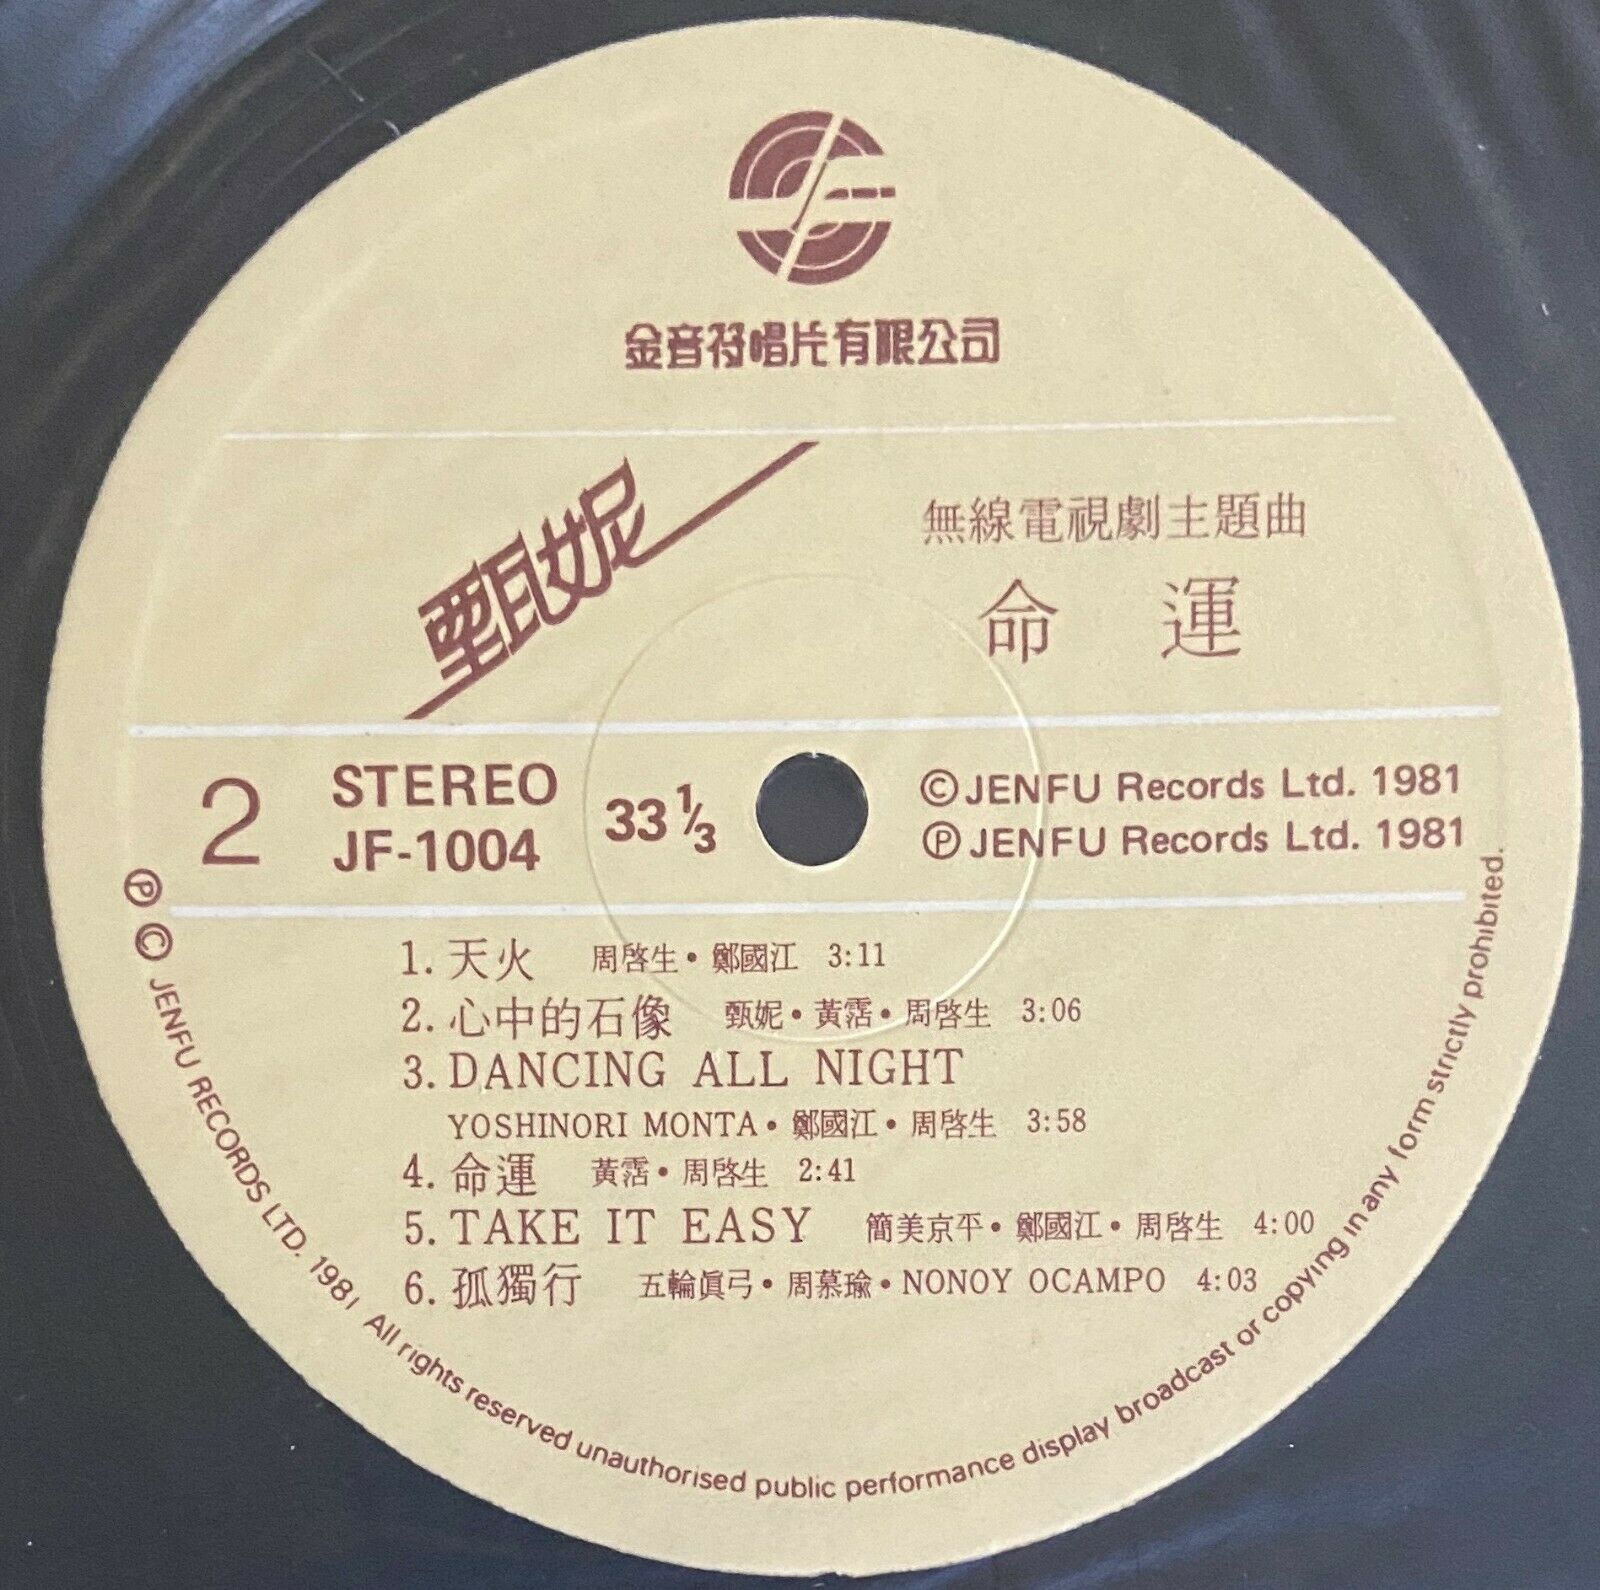 金音符唱片有限公司
甄妮
無線電視劇主題曲
命運
2
STEREO
JF-1004
33 1/3
©JENFU Records Ltd. 1981
℗JENFU Records Ltd. 1981
1. 天火 周啓生・鄭國江 3:11
2. 心中的石像 甄妮・黃霑・周啓生 3:06
3. DANCING ALL NIGHT
YOSHINORI MONTA・鄭國江・周啓生 3:58
4. 命運 黃霑・周啓生 2:41
5. TAKE IT EASY 簡美京平・鄭國江・周啓生 4:00
6. 孤獨行 五輪眞弓・周慕瑜・NONOY OCAMPO 4:03
℗ © JENFU RECORDS LTD. 1981 All rights reserved unauthorised public performance display broadcast or copying in any form strictly prohibited.